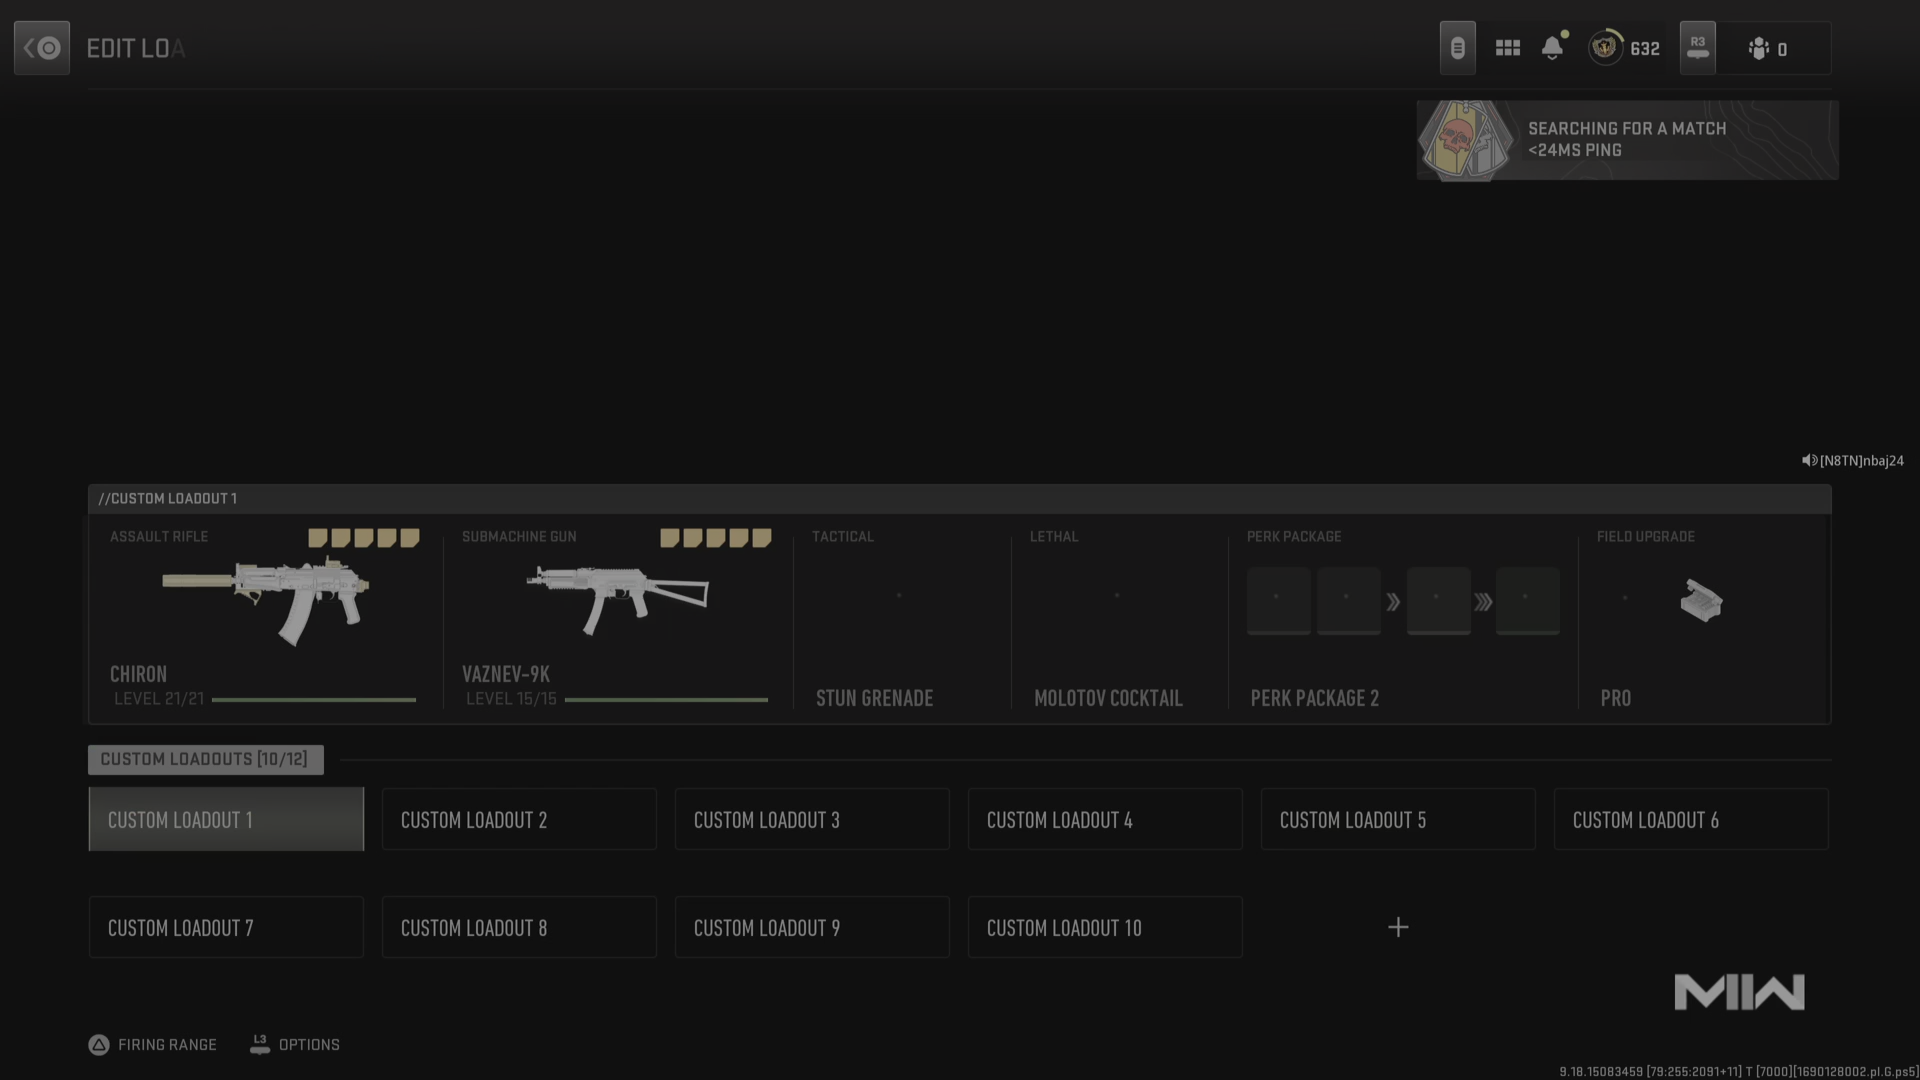 EDIT LOA
632
R3
0
SEARCHING FOR A MATCH
<24MS PING
[N8TN]nbaj24
//CUSTOM LOADOUT 1
ASSAULT RIFLE
SUBMACHINE GUN
TACTICAL
LETHAL
PERK PACKAGE
FIELD UPGRADE
CHIRON
LEVEL 21/21
VAZNEV-9K
LEVEL 15/15
STUN GRENADE
MOLOTOV COCKTAIL
PERK PACKAGE 2
PRO
CUSTOM LOADOUTS [10/12]
CUSTOM LOADOUT 1
CUSTOM LOADOUT 2
CUSTOM LOADOUT 3
CUSTOM LOADOUT 4
CUSTOM LOADOUT 5
CUSTOM LOADOUT 6
CUSTOM LOADOUT 7
CUSTOM LOADOUT 8
CUSTOM LOADOUT 9
CUSTOM LOADOUT 10
MW
FIRING RANGE
L3
OPTIONS
9.18.15083459 [79:255:2091+11] T [7000][1690128002.pl.G.ps5]